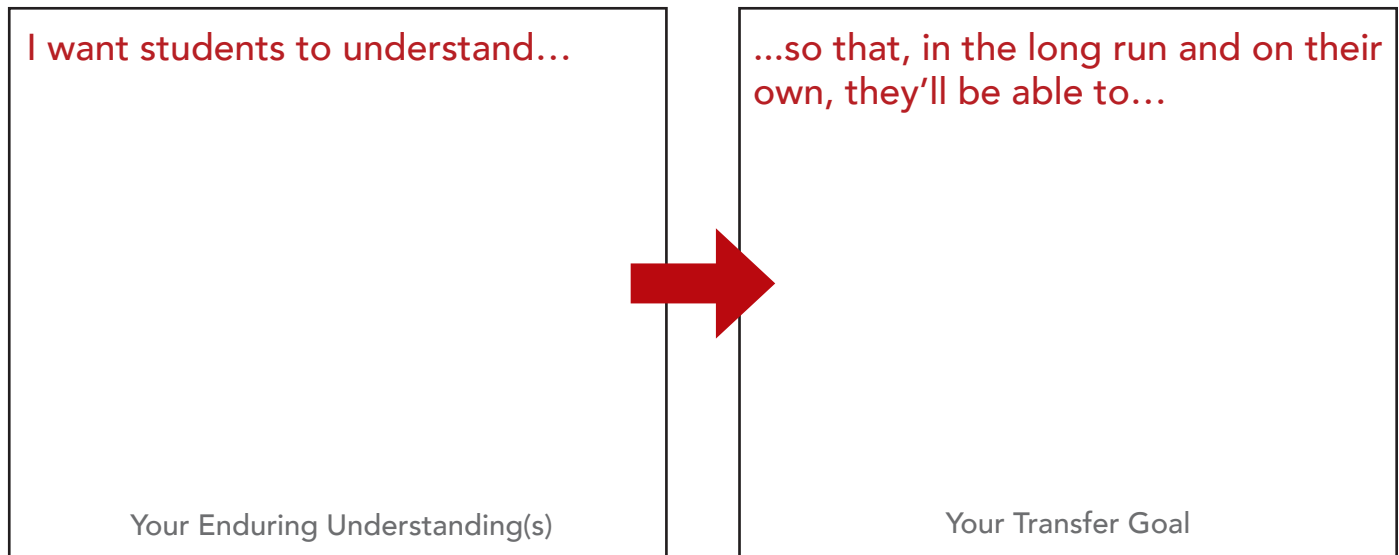 I want students to understand…
...so that, in the long run and on their
own, they’ll be able to…
Your Enduring Understanding(s)
Your Transfer Goal